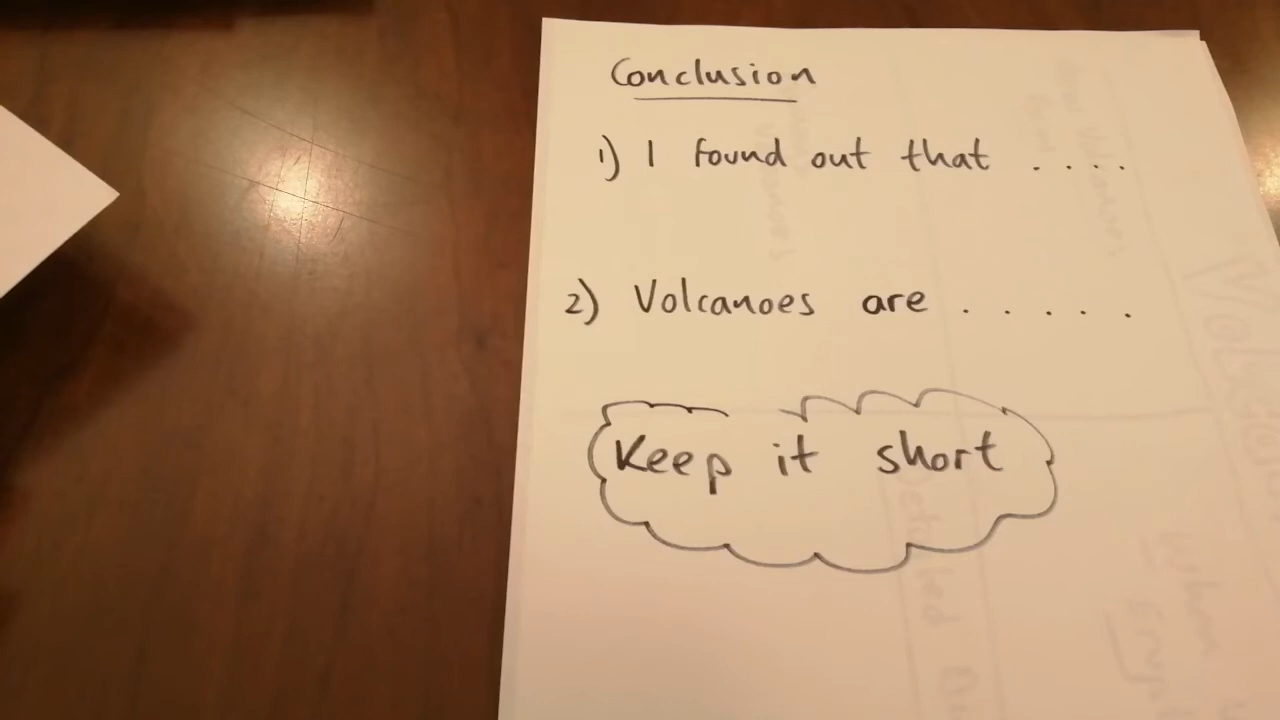 Conclusion
1) I found out that ....
2) Volcanoes are .....
Keep it short